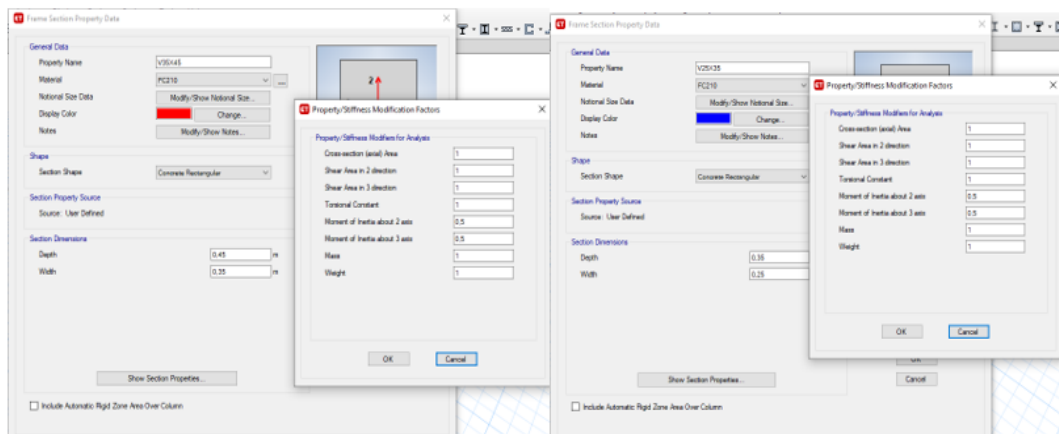 Frame Section Property Data
General Data
Property Name V35X45
Material FC210
Notional Size Data Modify/Show Notional Size...
Display Color Change...
Notes Modify/Show Notes...
Shape
Section Shape Concrete Rectangular
Section Property Source
Source: User Defined
Section Dimensions
Depth 0,45 m
Width 0,35 m
Show Section Properties...
Include Automatic Rigid Zone Area Over Column
2
Property/Stiffness Modification Factors
Property/Stiffness Modifiers for Analysis
Cross-section (axial) Area 1
Shear Area in 2 direction 1
Shear Area in 3 direction 1
Torsional Constant 1
Moment of Inertia about 2 axis 0.5
Moment of Inertia about 3 axis 0.5
Mass 1
Weight 1
OK Cancel
Frame Section Property Data
General Data
Property Name V25X35
Material FC210
Notional Size Data Modify/Show Notional Size...
Display Color Change...
Notes Modify/Show Notes...
Shape
Section Shape Concrete Rectangular
Section Property Source
Source: User Defined
Section Dimensions
Depth 0,35
Width 0,25
Show Section Properties...
Include Automatic Rigid Zone Area Over Column
Property/Stiffness Modification Factors
Property/Stiffness Modifiers for Analysis
Cross-section (axial) Area 1
Shear Area in 2 direction 1
Shear Area in 3 direction 1
Torsional Constant 1
Moment of Inertia about 2 axis 0.5
Moment of Inertia about 3 axis 0.5
Mass 1
Weight 1
OK Cancel
OK
Cancel